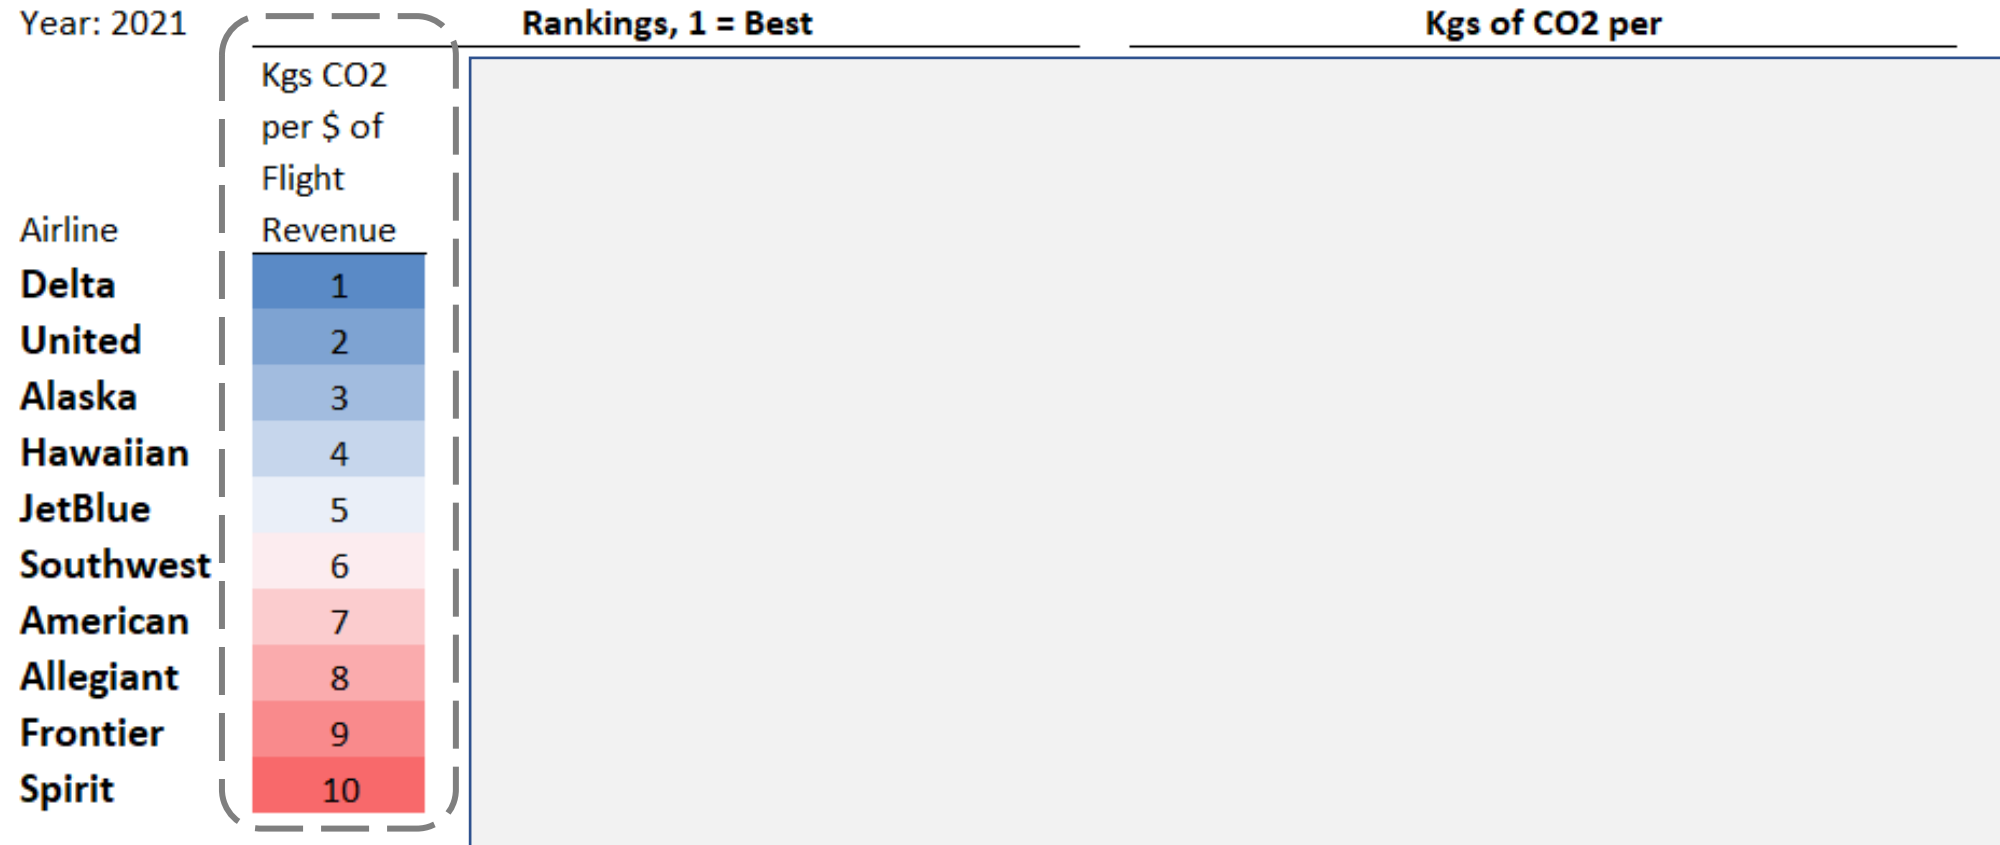 Year: 2021 Rankings, 1 = Best Kgs of CO2 per
Kgs CO2
per $ of
Flight
Airline Revenue
Delta 1
United 2
Alaska 3
Hawaiian 4
JetBlue 5
Southwest 6
American 7
Allegiant 8
Frontier 9
Spirit 10